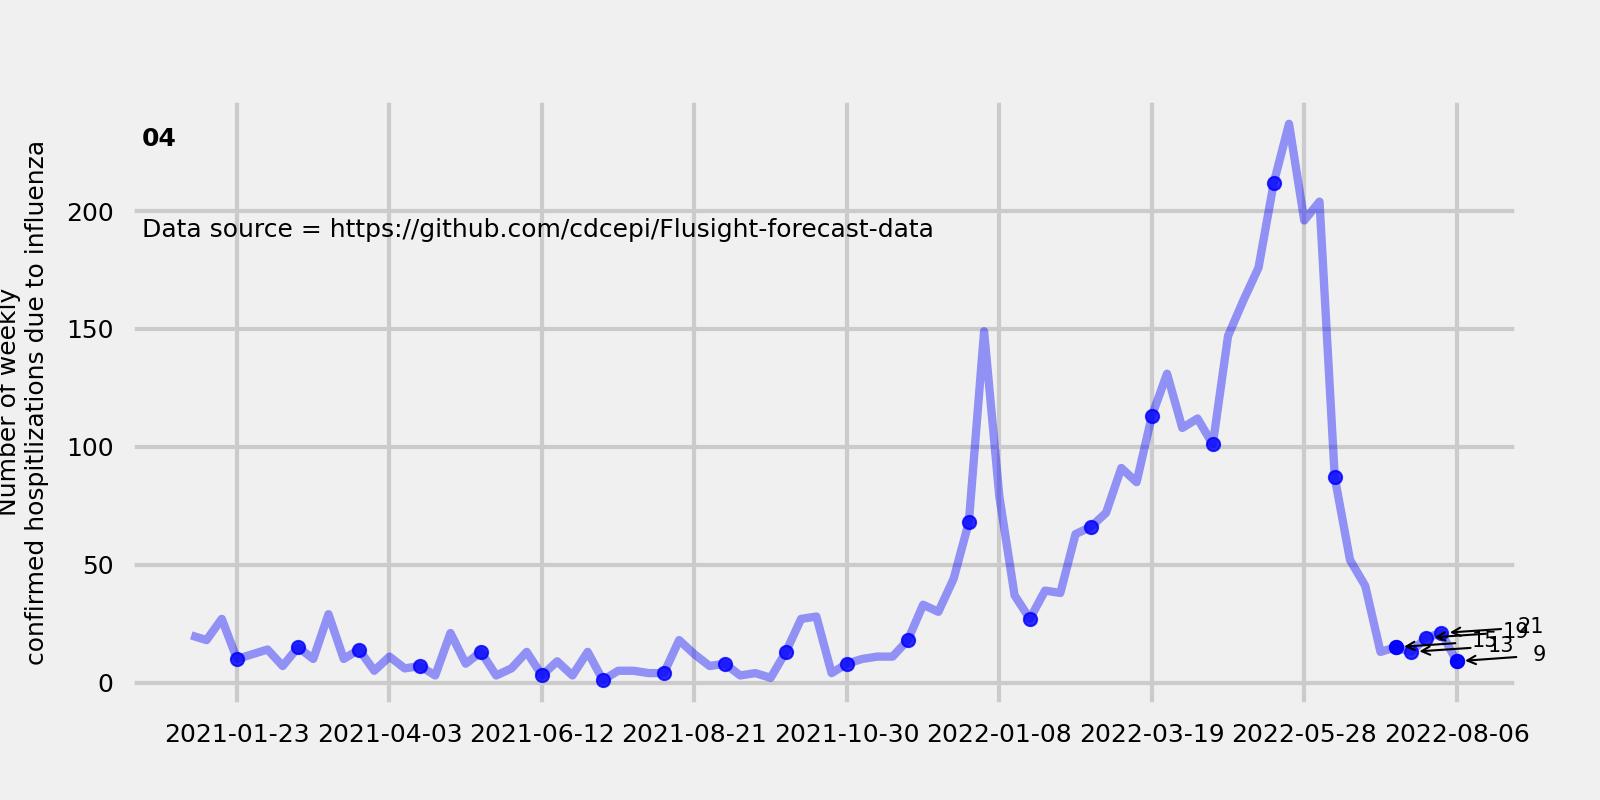 04
Data source = https://github.com/cdcepi/Flusight-forecast-data
Number of weekly
confirmed hospitlizations due to influenza
200
150
100
50
0
21
19
15
13
9
2021-01-23 2021-04-03 2021-06-12 2021-08-21 2021-10-30 2022-01-08 2022-03-19 2022-05-28 2022-08-06